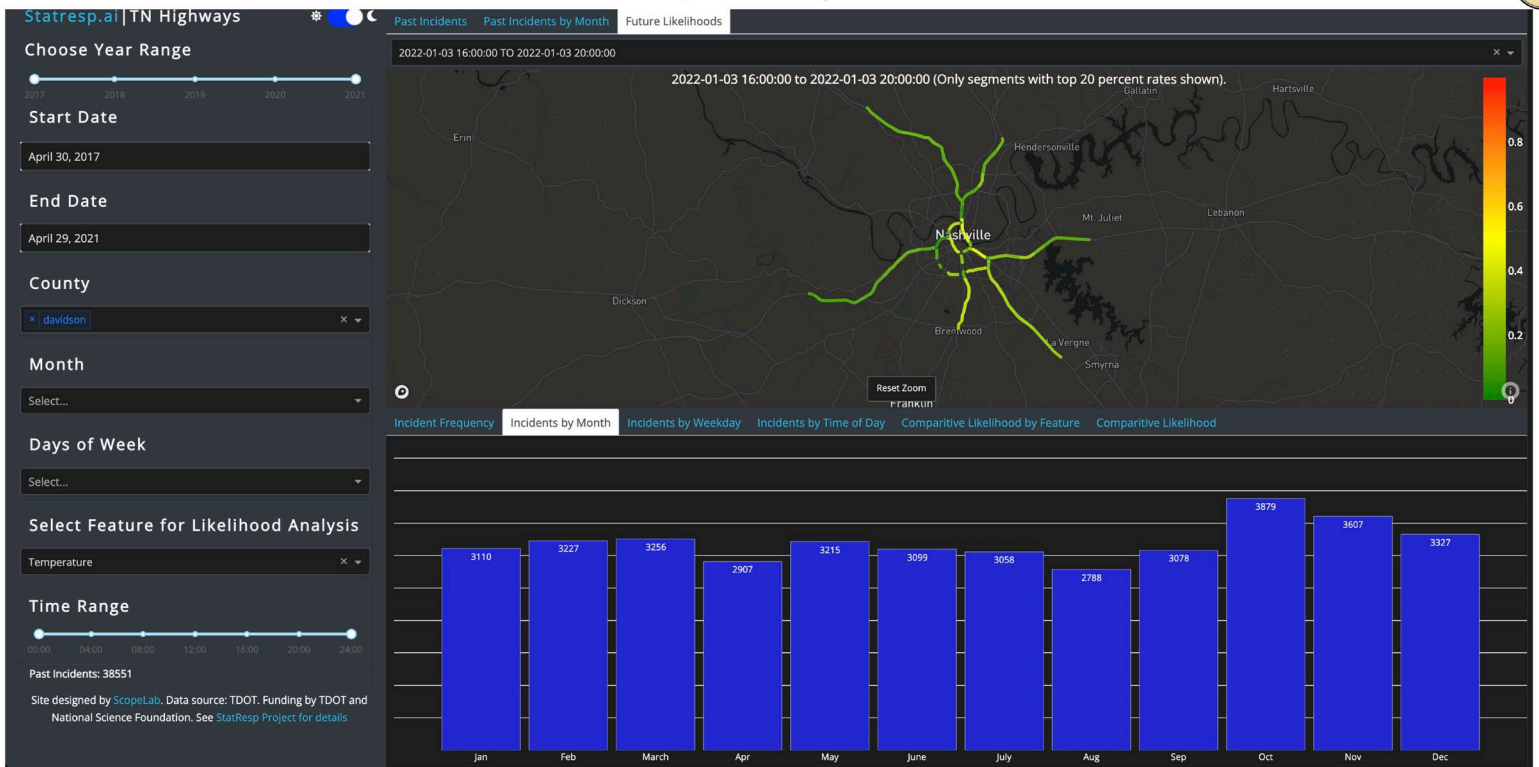 Statresp.ai|TN Highways
Choose Year Range
2017 2018 2019 2020 2021
Start Date
April 30, 2017
End Date
April 29, 2021
County
× davidson
Month
Select...
Days of Week
Select...
Select Feature for Likelihood Analysis
Temperature
Time Range
00:00 04:00 08:00 12:00 16:00 20:00 24:00
Past Incidents: 38551
Site designed by ScopeLab. Data source: TDOT. Funding by TDOT and
National Science Foundation. See StatResp Project for details
Past Incidents Past Incidents by Month Future Likelihoods
2022-01-03 16:00:00 TO 2022-01-03 20:00:00
2022-01-03 16:00:00 to 2022-01-03 20:00:00 (Only segments with top 20 percent rates shown).
Gallatin
Hartsville
Erin
Hendersonville
Mt. Juliet
Lebanon
Nashville
Dickson
Brentwood
La Vergne
Smyrna
Reset Zoom
Franklin
0.8
0.6
0.4
0.2
0
Incident Frequency Incidents by Month Incidents by Weekday Incidents by Time of Day Comparitive Likelihood by Feature Comparitive Likelihood
3110 3227 3256 2907 3215 3099 3058 2788 3078 3879 3607 3327
Jan Feb March Apr May June July Aug Sep Oct Nov Dec